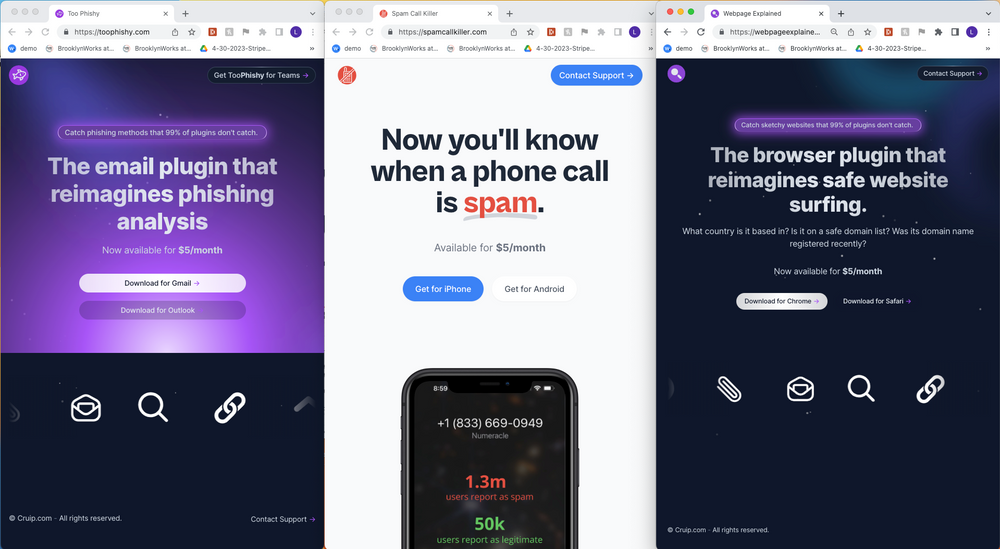 Too Phishy
https://toophishy.com
demo
BrooklynWorks at...
BrooklynWorks at...
4-30-2023-Stripe...
»
Get TooPhishy for Teams →
Catch phishing methods that 99% of plugins don't catch.
The email plugin that
reimagines phishing
analysis
Now available for $5/month
Download for Gmail →
Download for Outlook
© Cruip.com · All rights reserved.
Contact Support →
Spam Call Killer
https://spamcallkiller.com
demo
BrooklynWorks at...
BrooklynWorks at...
4-30-2023-Stripe...
»
Contact Support →
Now you'll know
when a phone call
is spam.
Available for $5/month
Get for iPhone
Get for Android
8:59
+1 (833) 669-0949
Numeracle
1.3m
users report as spam
50k
users report as legitimate
Webpage Explained
https://webpageexplaine...
demo
BrooklynWorks at...
BrooklynWorks at...
4-30-2023-Stripe...
»
Contact Support →
Catch sketchy websites that 99% of plugins don't catch.
The browser plugin that
reimagines safe website
surfing.
What country is it based in? Is it on a safe domain list? Was its domain name
registered recently?
Now available for $5/month
Download for Chrome →
Download for Safari →
© Cruip.com · All rights reserved.